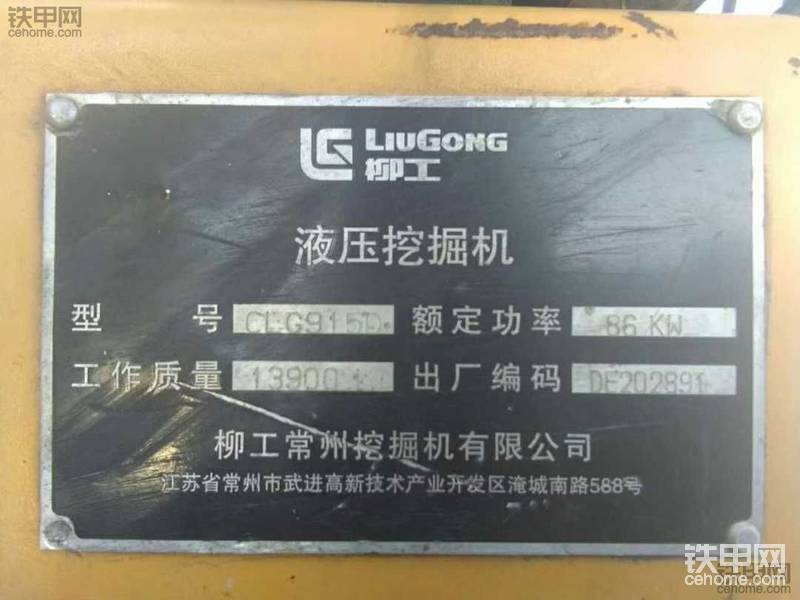 铁甲网
cehome.com
LIUGONG
柳工
液压挖掘机
型 号 CLG915D 额定功率 86 KW
工作质量 13900 出厂编码 DE202891
柳工常州挖掘机有限公司
江苏省常州市武进高新技术产业开发区淹城南路588号
铁甲网
cehome.com